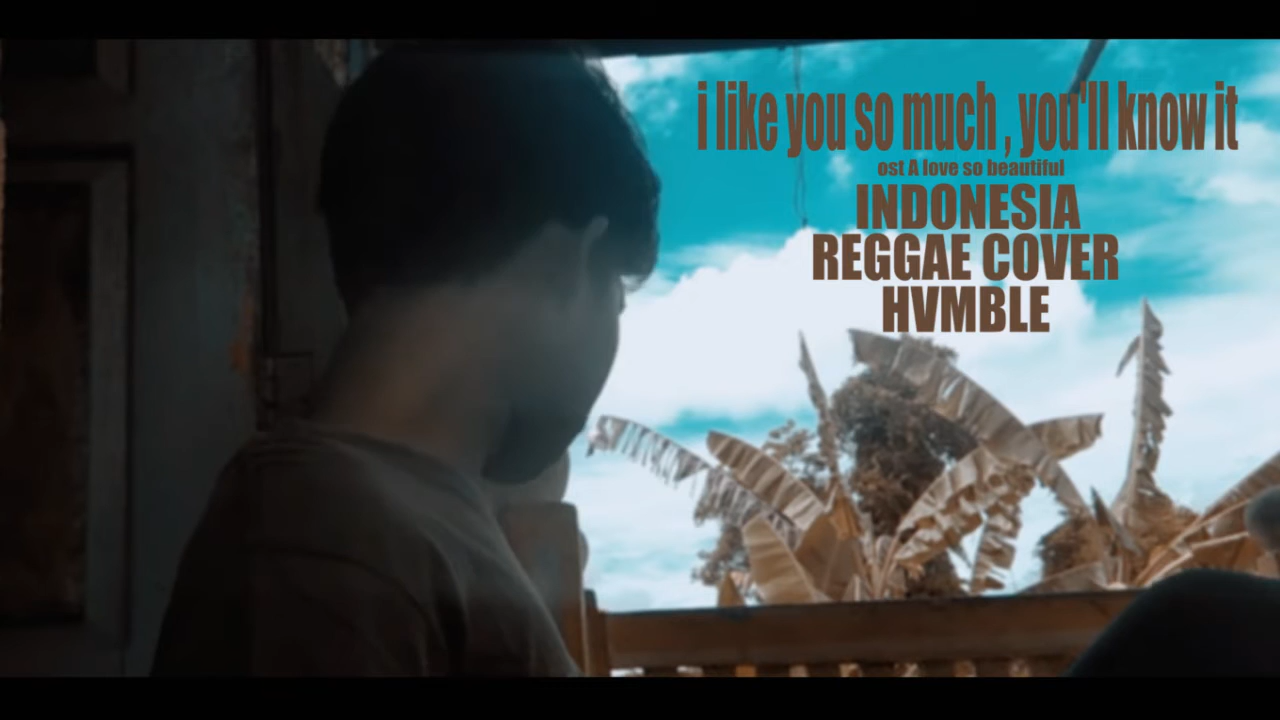 i like you so much , you'll know it
ost A love so beautiful
INDONESIA
REGGAE COVER
HVMBLE